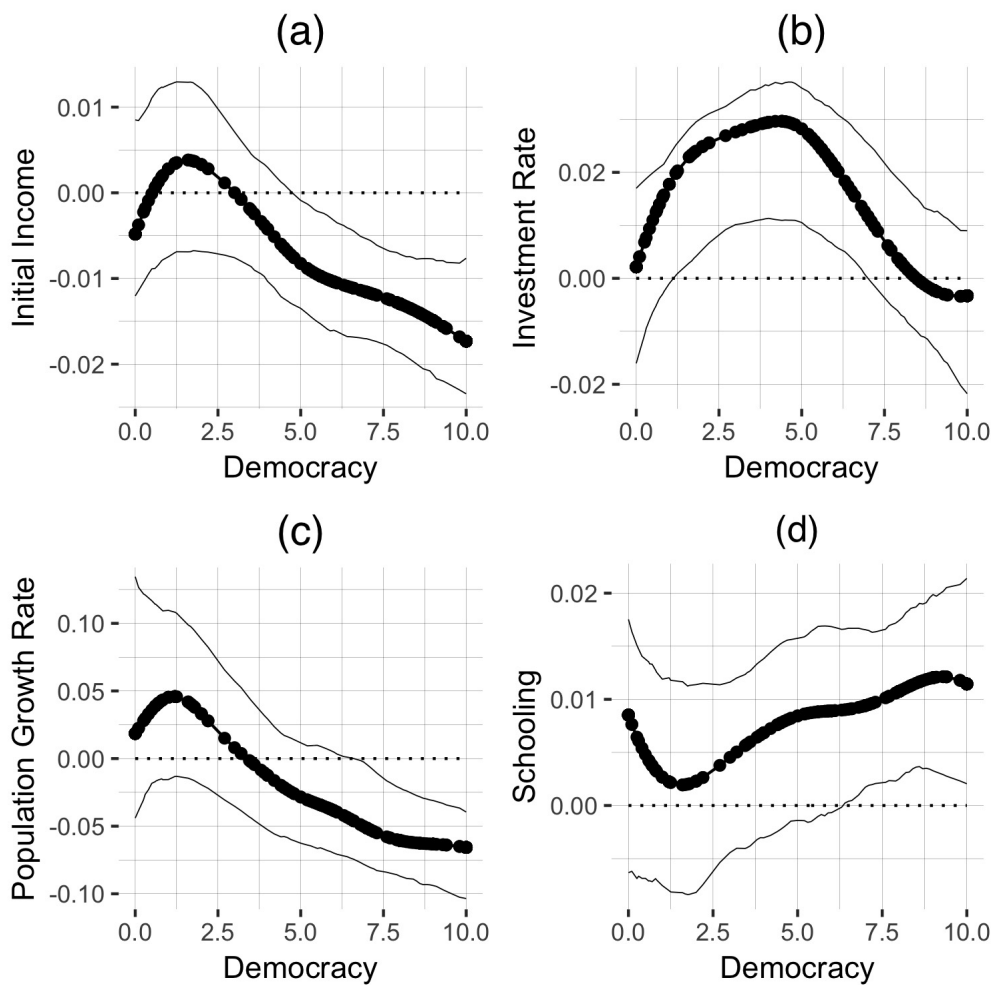 (a)
Initial Income
0.01
0.00
-0.01
-0.02
0.0 2.5 5.0 7.5 10.0
Democracy
(b)
Investment Rate
0.02
0.00
-0.02
0.0 2.5 5.0 7.5 10.0
Democracy
(c)
Population Growth Rate
0.10
0.05
0.00
-0.05
-0.10
0.0 2.5 5.0 7.5 10.0
Democracy
(d)
Schooling
0.02
0.01
0.00
0.0 2.5 5.0 7.5 10.0
Democracy